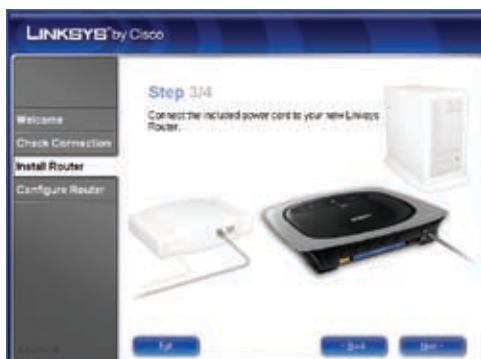 LINKSYS by Cisco
Step 3/4
Connect the included power cord to your new Linksys
Router.
Welcome
Check Connection
Install Router
Configure Router
Exit
‹ Back
Next ›